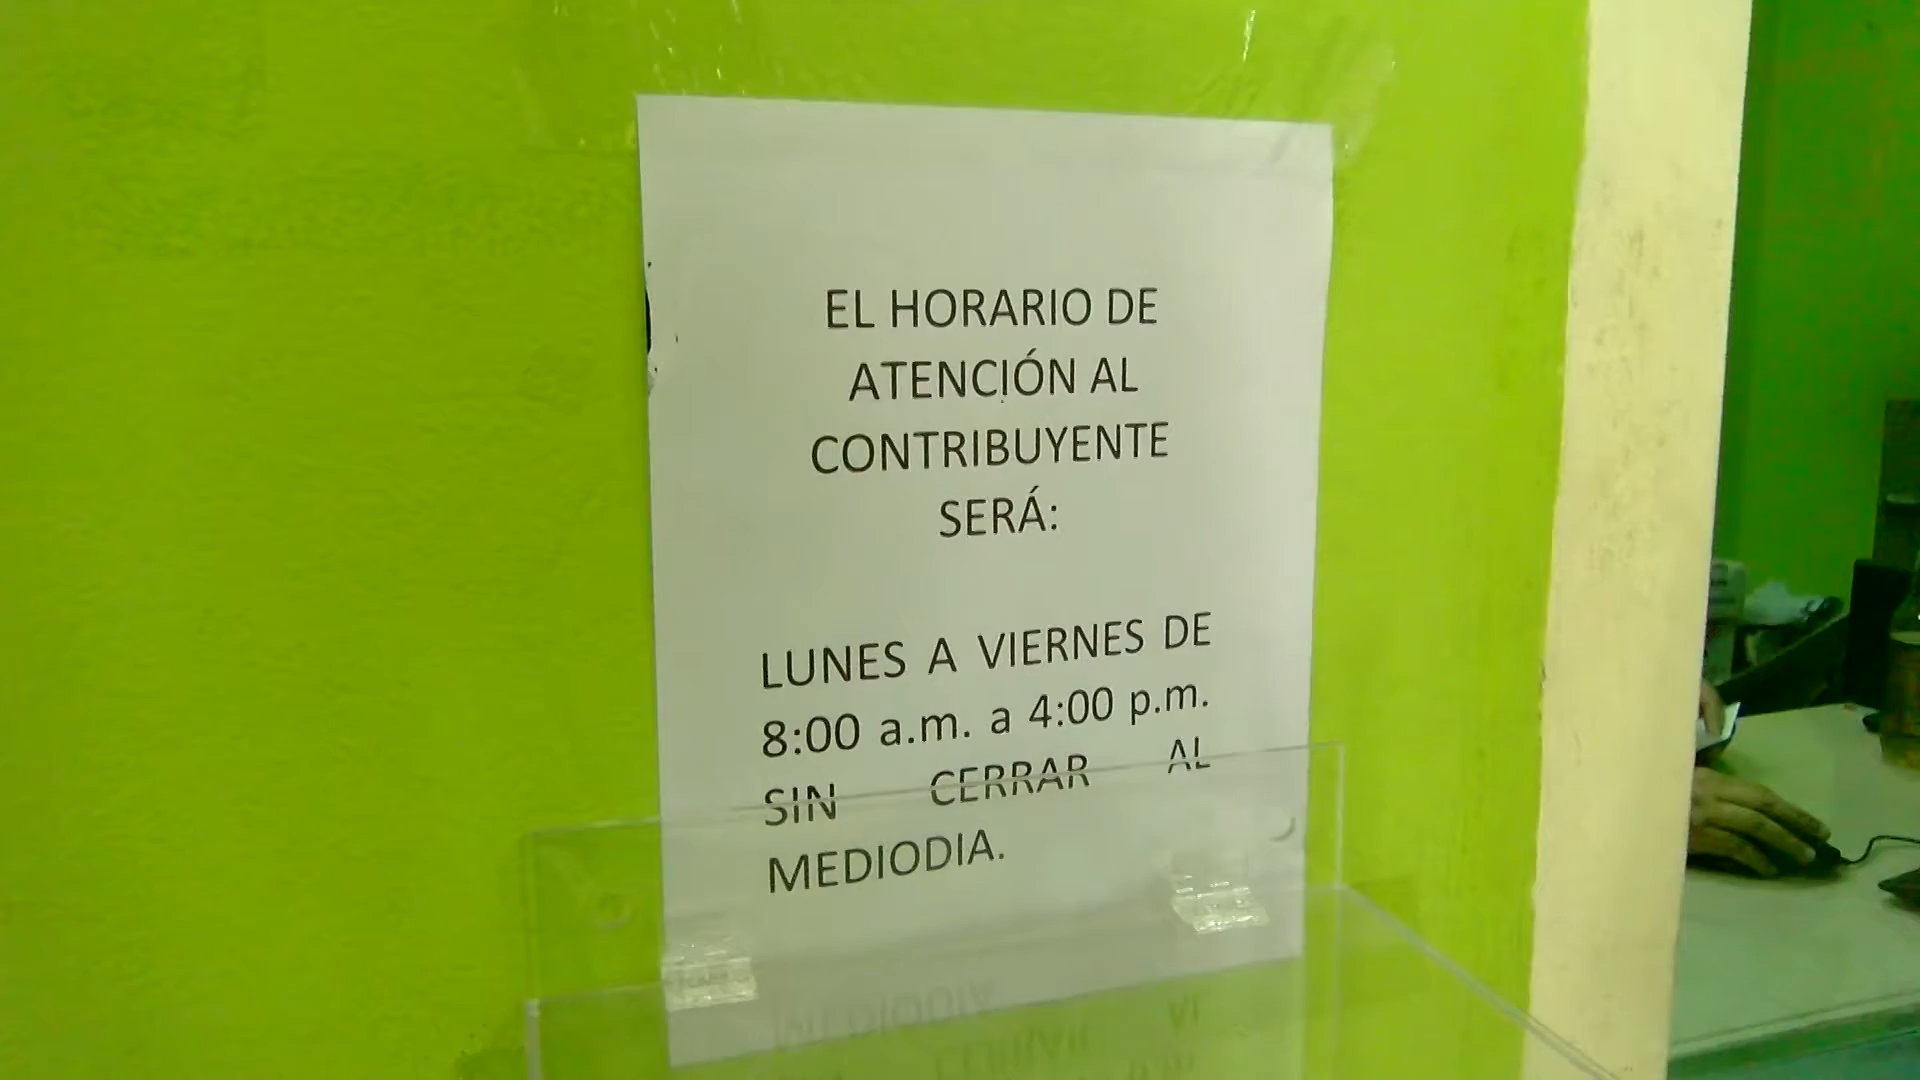 EL HORARIO DE
ATENCIÓN AL
CONTRIBUYENTE
SERÁ:
LUNES A VIERNES DE
8:00 a.m. a 4:00 p.m.
SIN CERRAR AL
MEDIODIA.